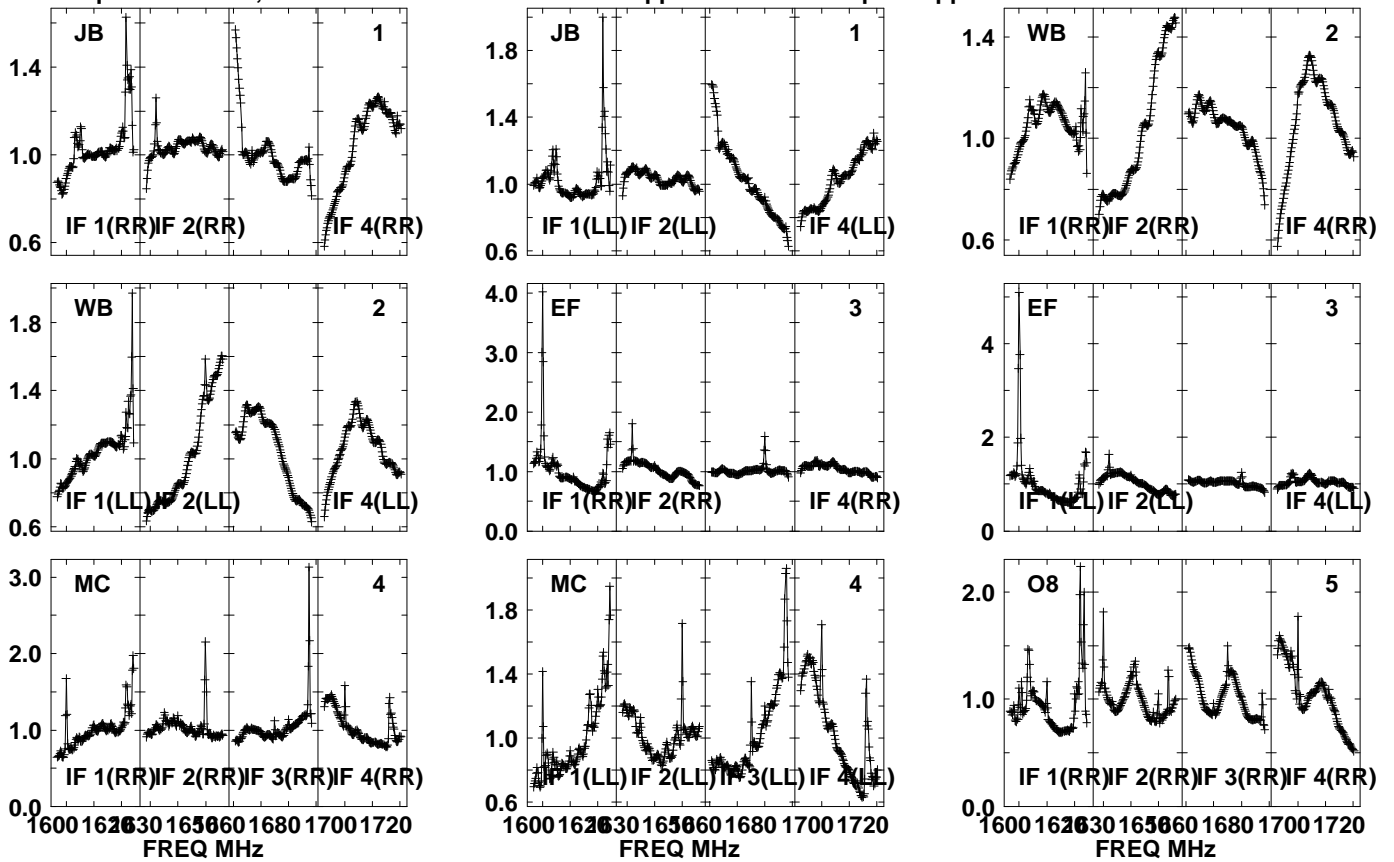 JB 1
1.4
1.0
0.6
IF 1(RR) IF 2(RR) IF 4(RR)
JB 1
1.8
1.4
1.0
0.6
IF 1(LL) IF 2(LL) IF 4(LL)
WB 2
1.4
1.0
0.6
IF 1(RR) IF 2(RR) IF 4(RR)
WB 2
1.8
1.4
1.0
0.6
IF 1(LL) IF 2(LL) IF 4(LL)
EF 3
4.0
3.0
2.0
1.0
0.0
IF 1(RR) IF 2(RR) IF 4(RR)
EF 3
4
2
0
IF 1(LL) IF 2(LL) IF 4(LL)
MC 4
3.0
2.0
1.0
0.0
IF 1(RR) IF 2(RR) IF 3(RR) IF 4(RR)
1600 1620 1630 1650 1660 1680 1700 1720
FREQ MHz
MC 4
1.8
1.4
1.0
0.6
IF 1(LL) IF 2(LL) IF 3(LL) IF 4(LL)
1600 1620 1630 1650 1660 1680 1700 1720
FREQ MHz
O8 5
2.0
1.0
0.0
IF 1(RR) IF 2(RR) IF 3(RR) IF 4(RR)
1600 1620 1630 1650 1660 1680 1700 1720
FREQ MHz